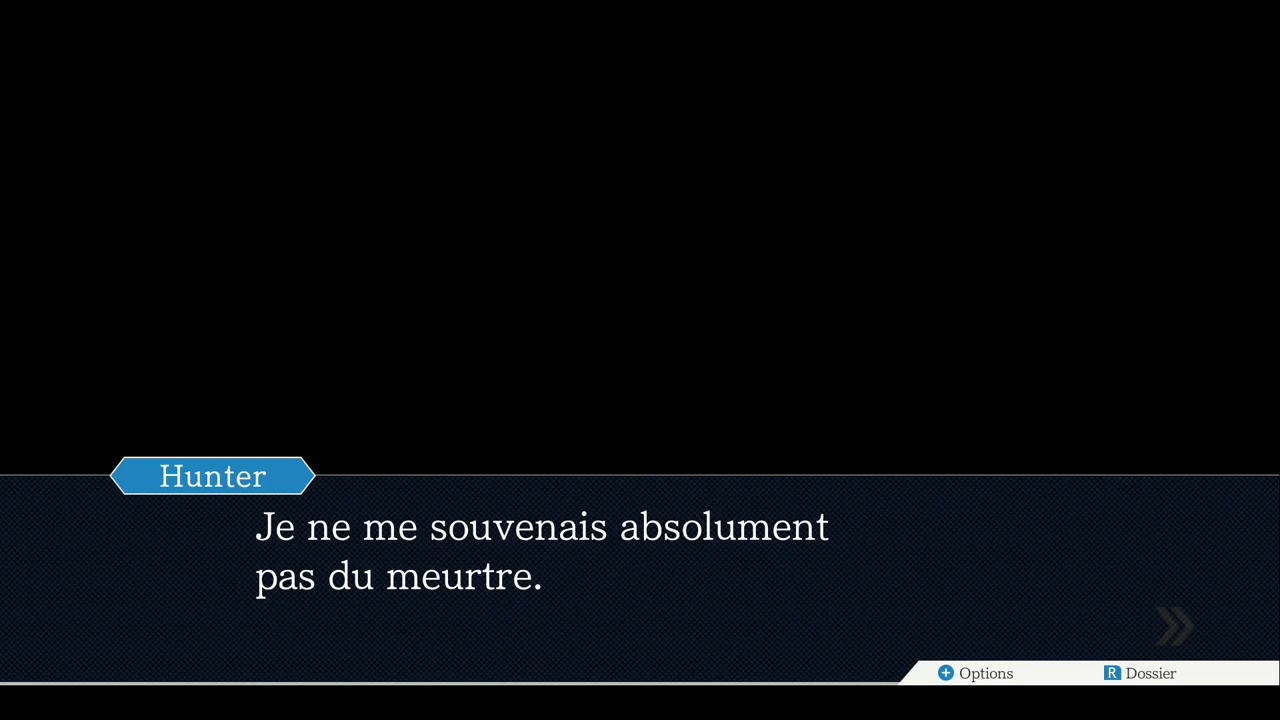 Hunter
Je ne me souvenais absolument
pas du meurtre.
Options
R Dossier